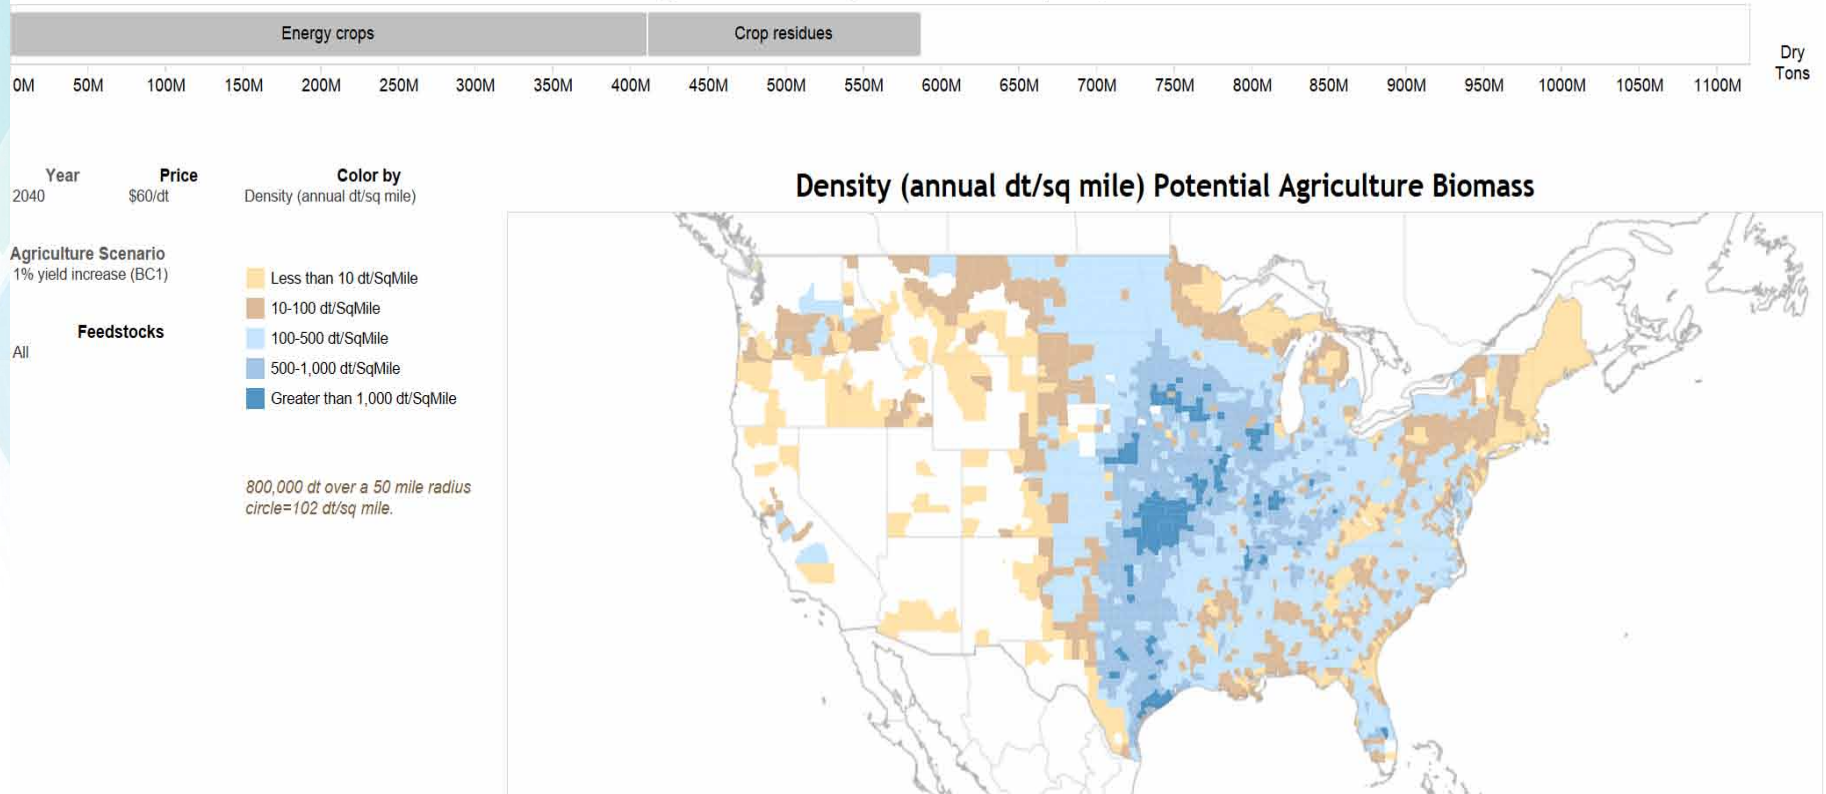 Energy crops
Crop residues
Dry
Tons
0M 50M 100M 150M 200M 250M 300M 350M 400M 450M 500M 550M 600M 650M 700M 750M 800M 850M 900M 950M 1000M 1050M 1100M
Year Price Color by
2040 $60/dt Density (annual dt/sq mile)
Agriculture Scenario
1% yield increase (BC1)
Feedstocks
All
Less than 10 dt/SqMile
10-100 dt/SqMile
100-500 dt/SqMile
500-1,000 dt/SqMile
Greater than 1,000 dt/SqMile
800,000 dt over a 50 mile radius
circle=102 dt/sq mile.
Density (annual dt/sq mile) Potential Agriculture Biomass